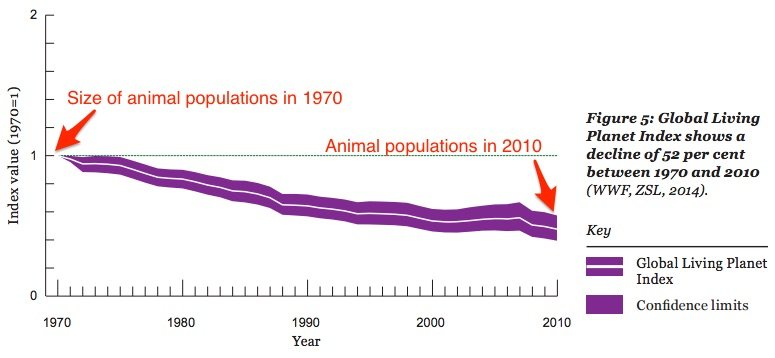 2
Size of animal populations in 1970
Animal populations in 2010
1
0
Index value (1970=1)
1970 1980 1990 2000 2010
Year
Figure 5: Global Living
Planet Index shows a
decline of 52 per cent
between 1970 and 2010
(WWF, ZSL, 2014).
Key
Global Living Planet
Index
Confidence limits